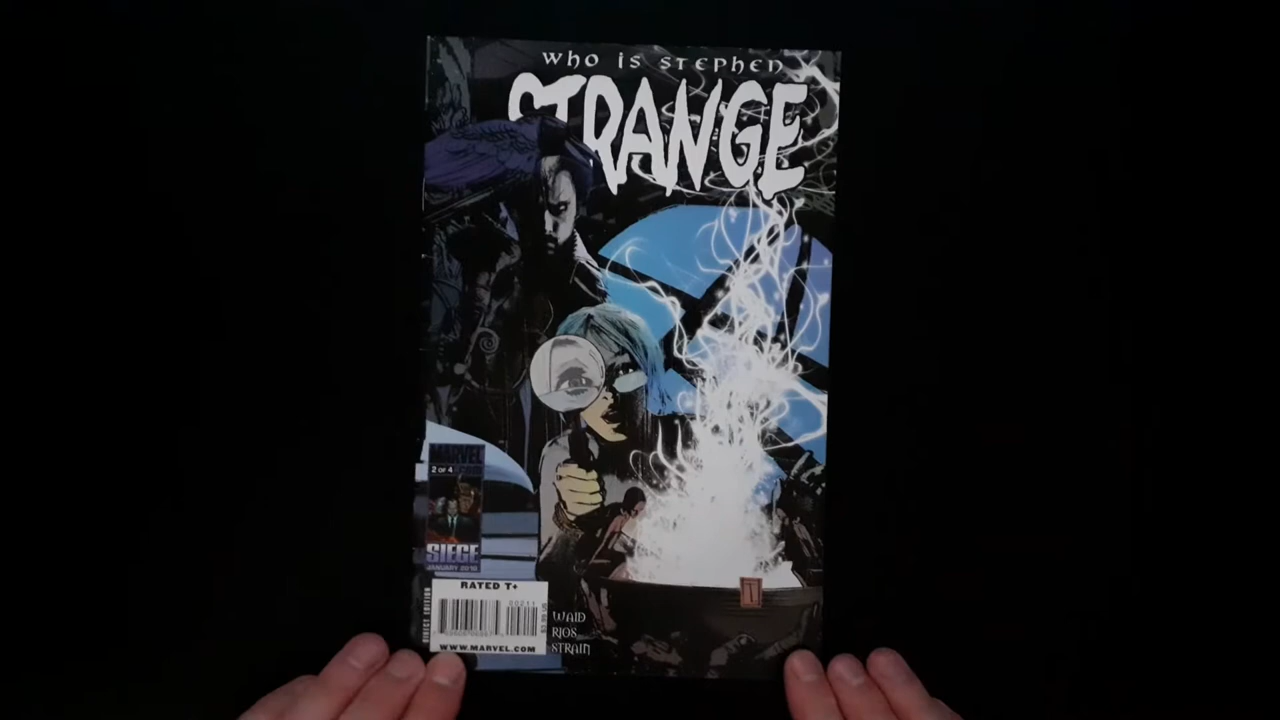 WHO IS STEPHEN
STRANGE
MARVEL
2 OF 4
SIEGE
JANUARY 2010
RATED T+
00211
DIRECT EDITION
WWW.MARVEL.COM
WAID
RIOS
STRAIN